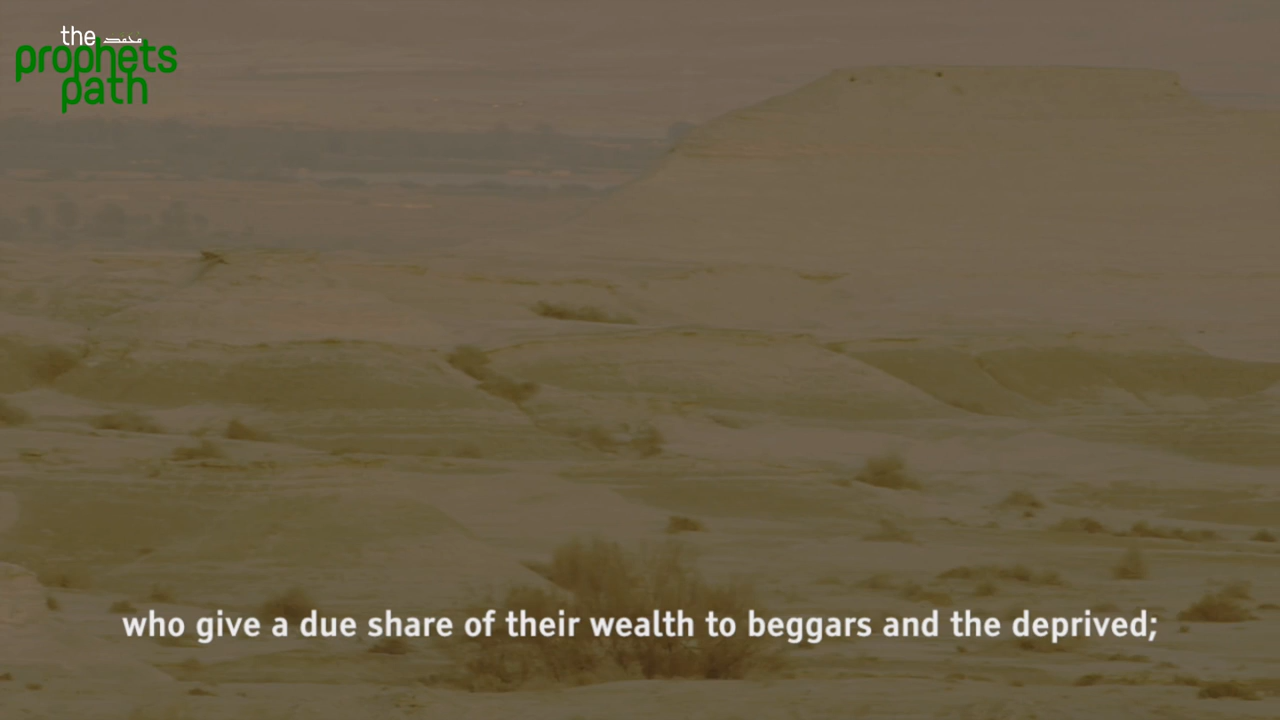 the
prophets
path
who give a due share of their wealth to beggars and the deprived;